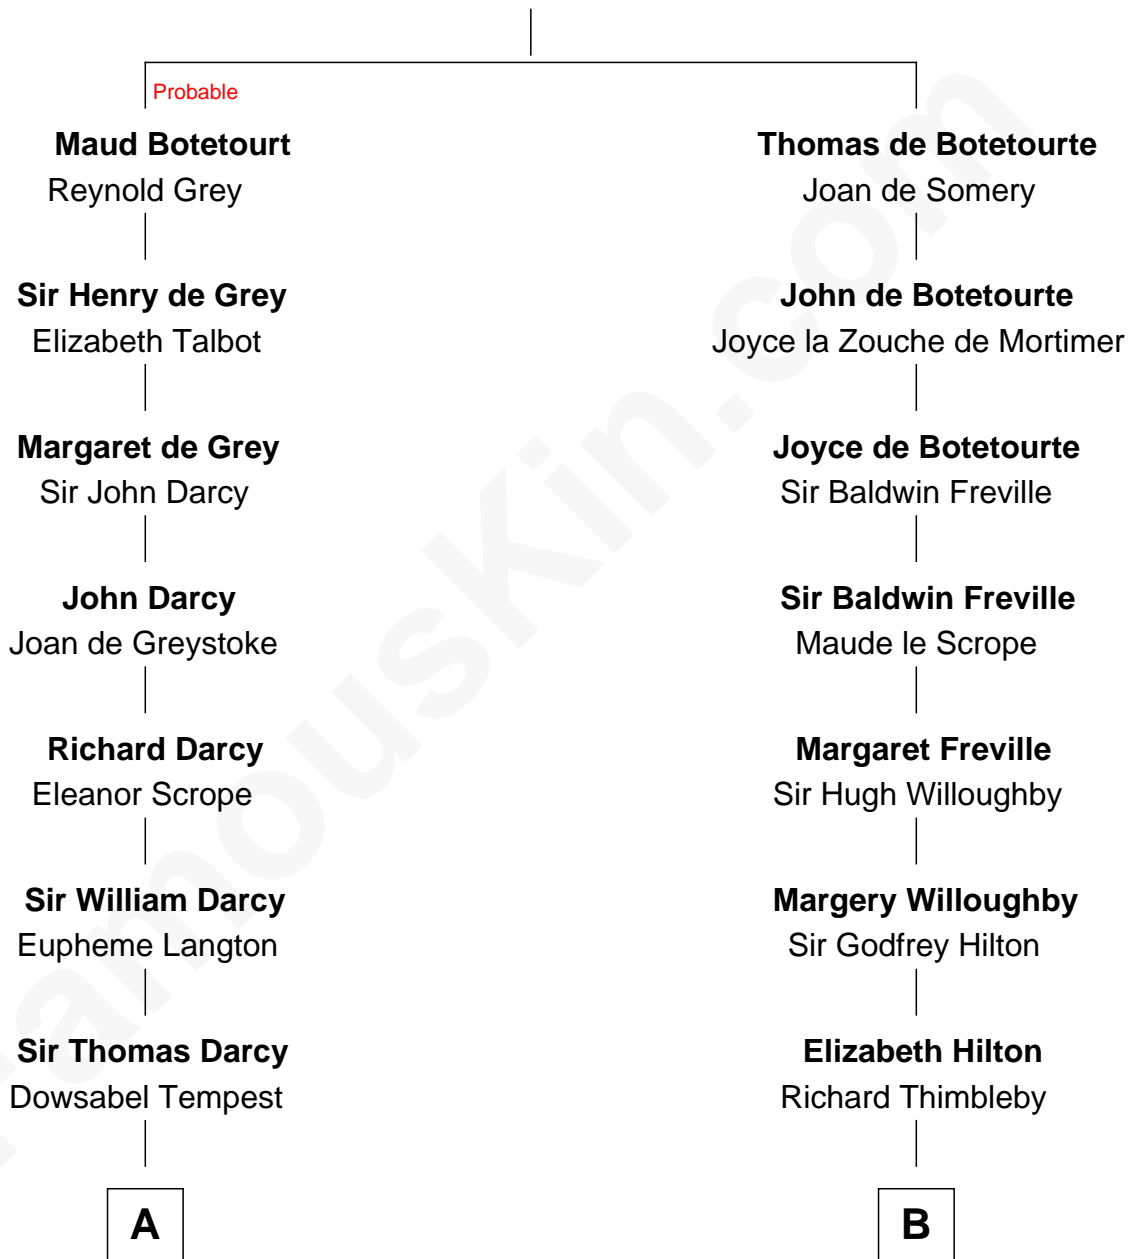 Probable
Maud Botetourt
Reynold Grey
Sir Henry de Grey
Elizabeth Talbot
Margaret de Grey
Sir John Darcy
John Darcy
Joan de Greystoke
Richard Darcy
Eleanor Scrope
Sir William Darcy
Eupheme Langton
Sir Thomas Darcy
Dowsabel Tempest
A
Thomas de Botetourte
Joan de Somery
John de Botetourte
Joyce la Zouche de Mortimer
Joyce de Botetourte
Sir Baldwin Freville
Sir Baldwin Freville
Maude le Scrope
Margaret Freville
Sir Hugh Willoughby
Margery Willoughby
Sir Godfrey Hilton
Elizabeth Hilton
Richard Thimbleby
B
FamousKin.com